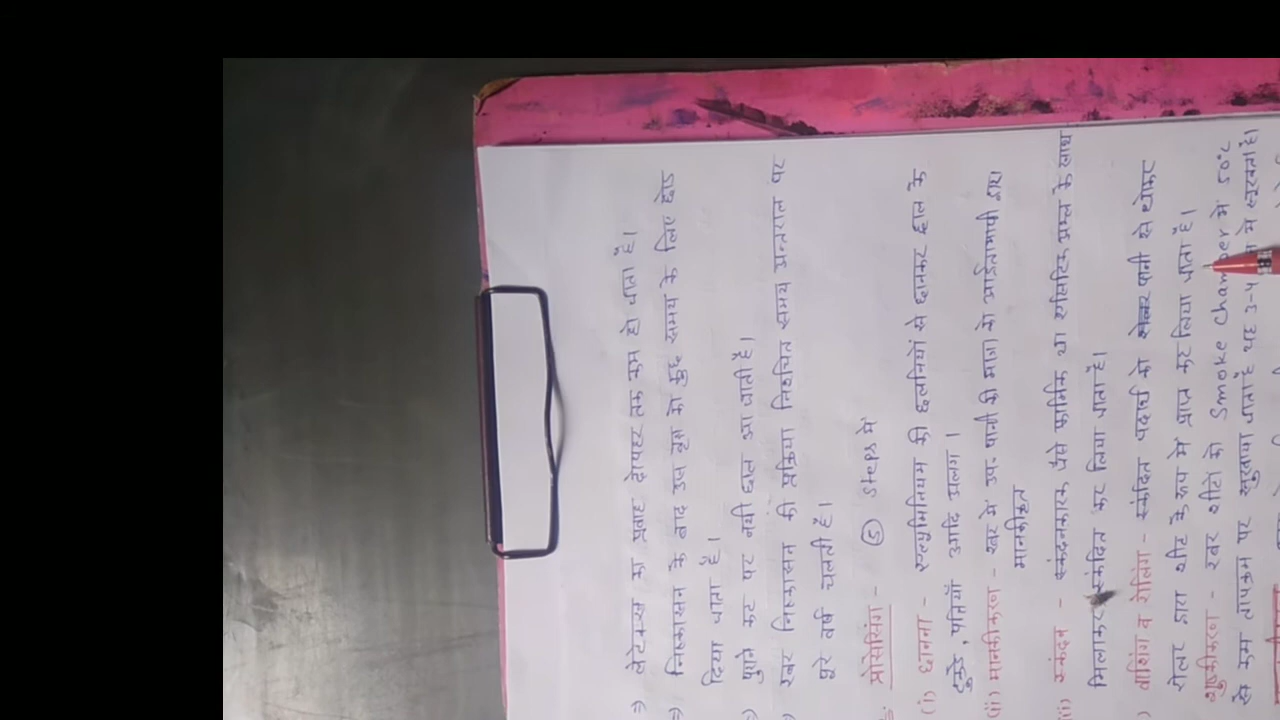 ⇒ लेटेक्स का प्रवाह दोपहर तक कम हो जाता है।
⇒ निष्कासन के बाद उस वृक्ष को कुछ समय के लिए छोड़
दिया जाता है।
पुराने कट पर नयी छाल आ जाती है।
रबर निष्कासन की प्रक्रिया निश्चित समय अन्तराल पर
पूरे वर्ष चलती है।
प्रोसेसिंग - ⑤ steps में
(i) छानना - एल्युमिनियम की छलनियों से छानकर छाल के
टुकड़े, पत्तियाँ आदि अलग।
(ii) मानकीकरण - रबर में उप. पानी की मात्रा को आर्द्रतामापी द्वारा
मानकीकृत
(iii) स्कंदन - स्कंदनकारक जैसे फार्मिक या एसिटिक अम्ल के साथ
मिलाकर स्कंदित कर लिया जाता है।
वाशिंग व रोलिंग - स्कंदित पदार्थ को पानी से धोकर
रोलर द्वारा शीट के रूप में प्राप्त कर लिया जाता है।
शुष्कीकरण - रबर शीटों को Smoke Chamber में 50°C
से कम तापक्रम पर सुखाया जाता है यह 3-4 में सूखता है।